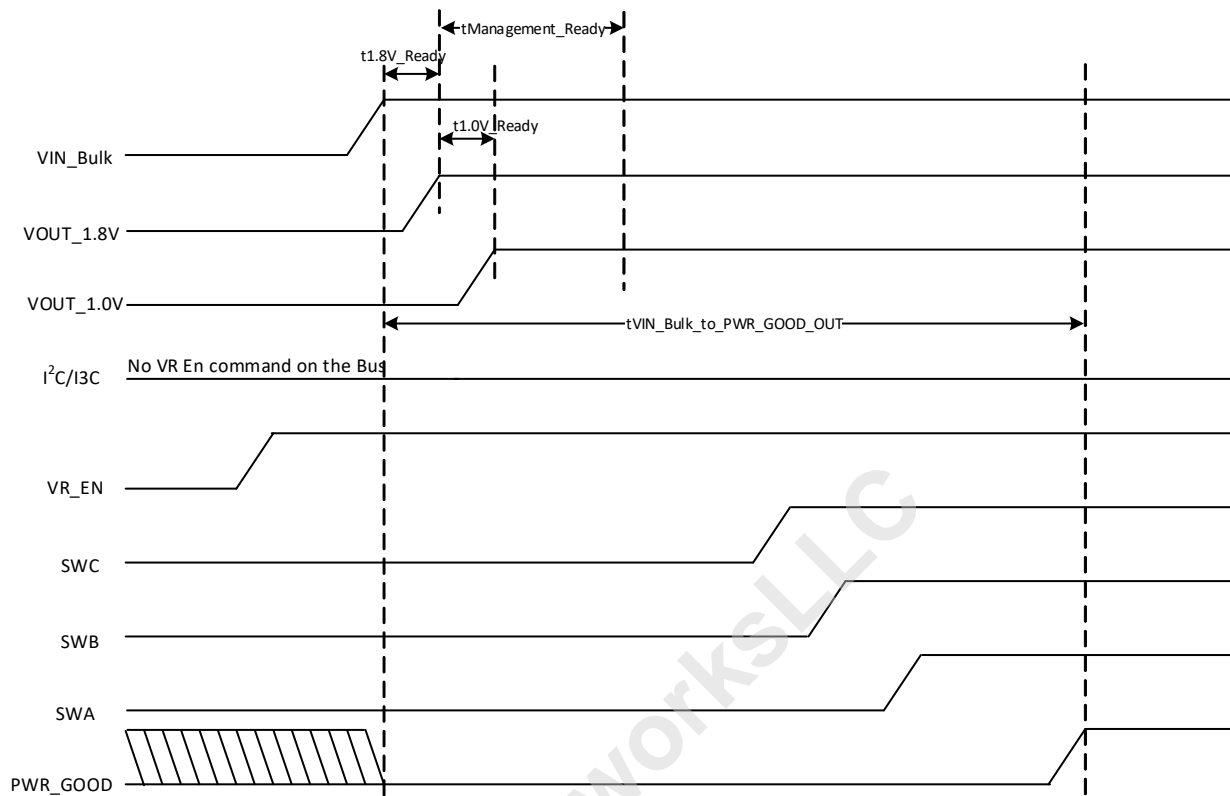 tManagement_Ready
t1.8V_Ready
t1.0V_Ready
VIN_Bulk
VOUT_1.8V
VOUT_1.0V
tVIN_Bulk_to_PWR_GOOD_OUT
No VR En command on the Bus
I²C/I3C
VR_EN
SWC
SWB
SWA
PWR_GOOD
worksLLC